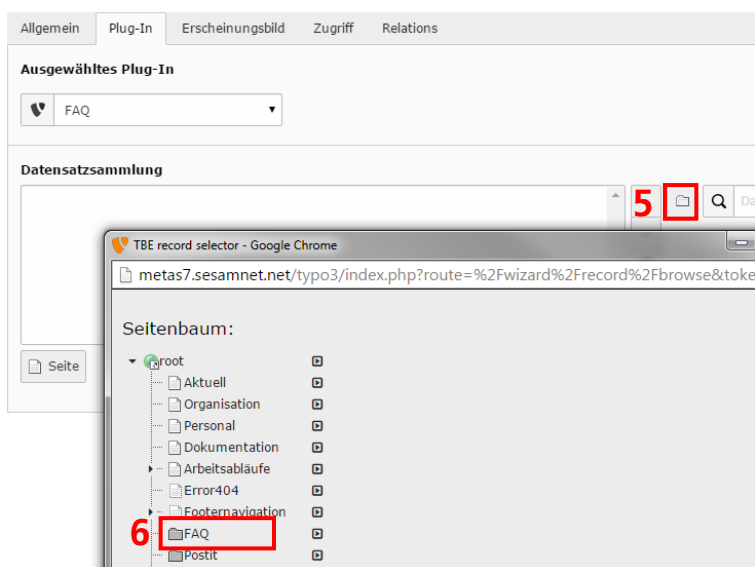 Allgemein Plug-In Erscheinungsbild Zugriff Relations
Ausgewähltes Plug-In
FAQ
Datensatzsammlung
5 Da
TBE record selector - Google Chrome
metas7.sesamnet.net/typo3/index.php?route=%2Fwizard%2Frecord%2Fbrowse&toke
Seitenbaum:
Seite
root
Aktuell
Organisation
Personal
Dokumentation
Arbeitsabläufe
Error404
Footernavigation
6 FAQ
Postit